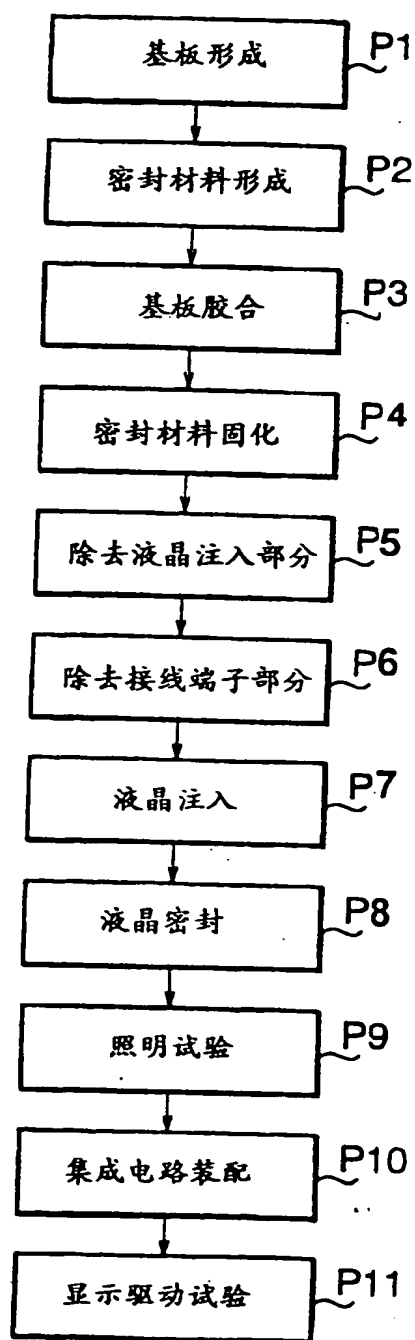 基板形成 P1
密封材料形成 P2
基板胶合 P3
密封材料固化 P4
除去液晶注入部分 P5
除去接线端子部分 P6
液晶注入 P7
液晶密封 P8
照明试验 P9
集成电路装配 P10
显示驱动试验 P11